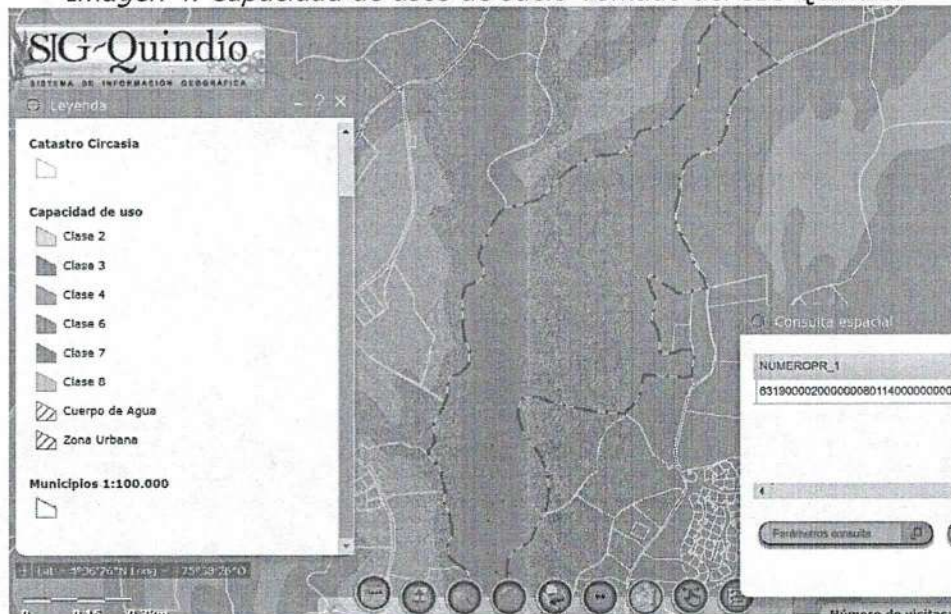 SIG-Quindío
SISTEMA DE INFORMACIÓN GEOGRÁFICA
Leyenda
Catastro Circasia
Capacidad de uso
Clase 2
Clase 3
Clase 4
Clase 6
Clase 7
Clase 8
Cuerpo de Agua
Zona Urbana
Municipios 1:100.000
Consulta espacial
NUMEROPR_1
Parámetros consulta